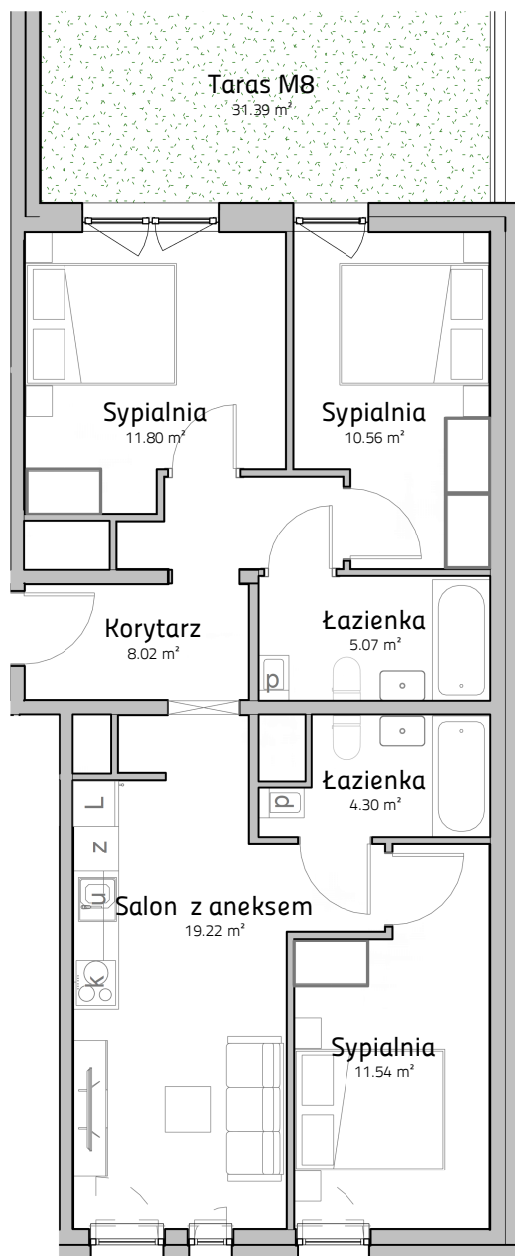 Taras M8
31.39 m²
Sypialnia
11.80 m²
Sypialnia
10.56 m²
Korytarz
8.02 m²
Łazienka
5.07 m²
p
Łazienka
4.30 m²
p
L
z
u
k
Salon z aneksem
19.22 m²
Sypialnia
11.54 m²